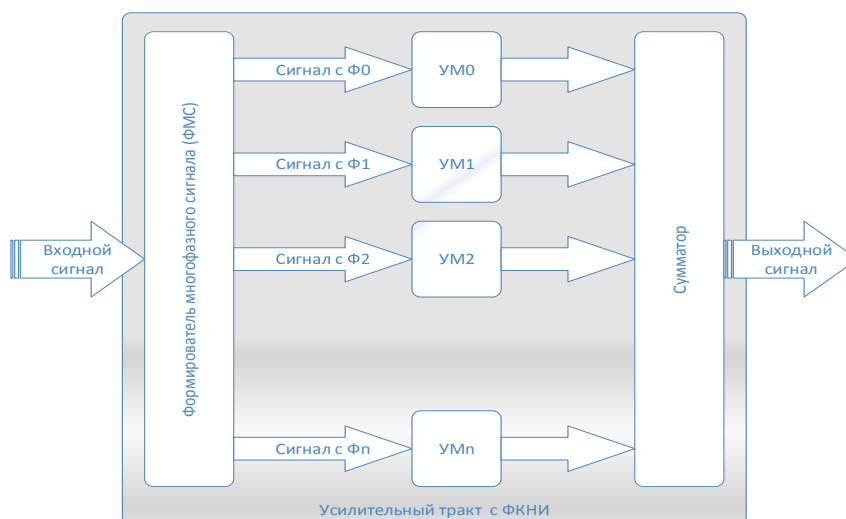 Входной
сигнал
Формирователь многофазного сигнала (ФМС)
Сигнал с Ф0
УМ0
Сигнал с Ф1
УМ1
Сигнал с Ф2
УМ2
Сигнал с Фn
УМn
Сумматор
Выходной
сигнал
Усилительный тракт с ФКНИ